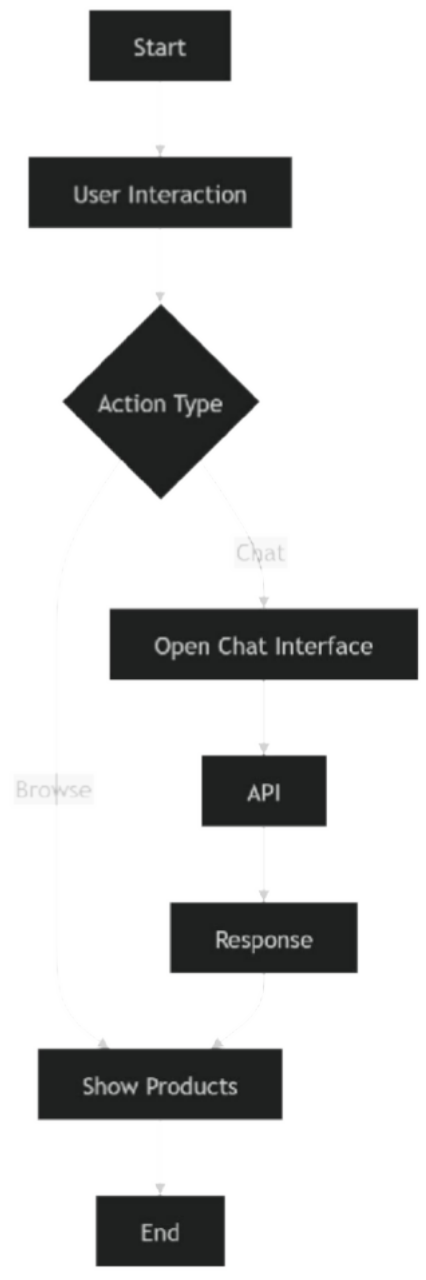 Start
User Interaction
Action Type
Chat
Open Chat Interface
Browse
API
Response
Show Products
End